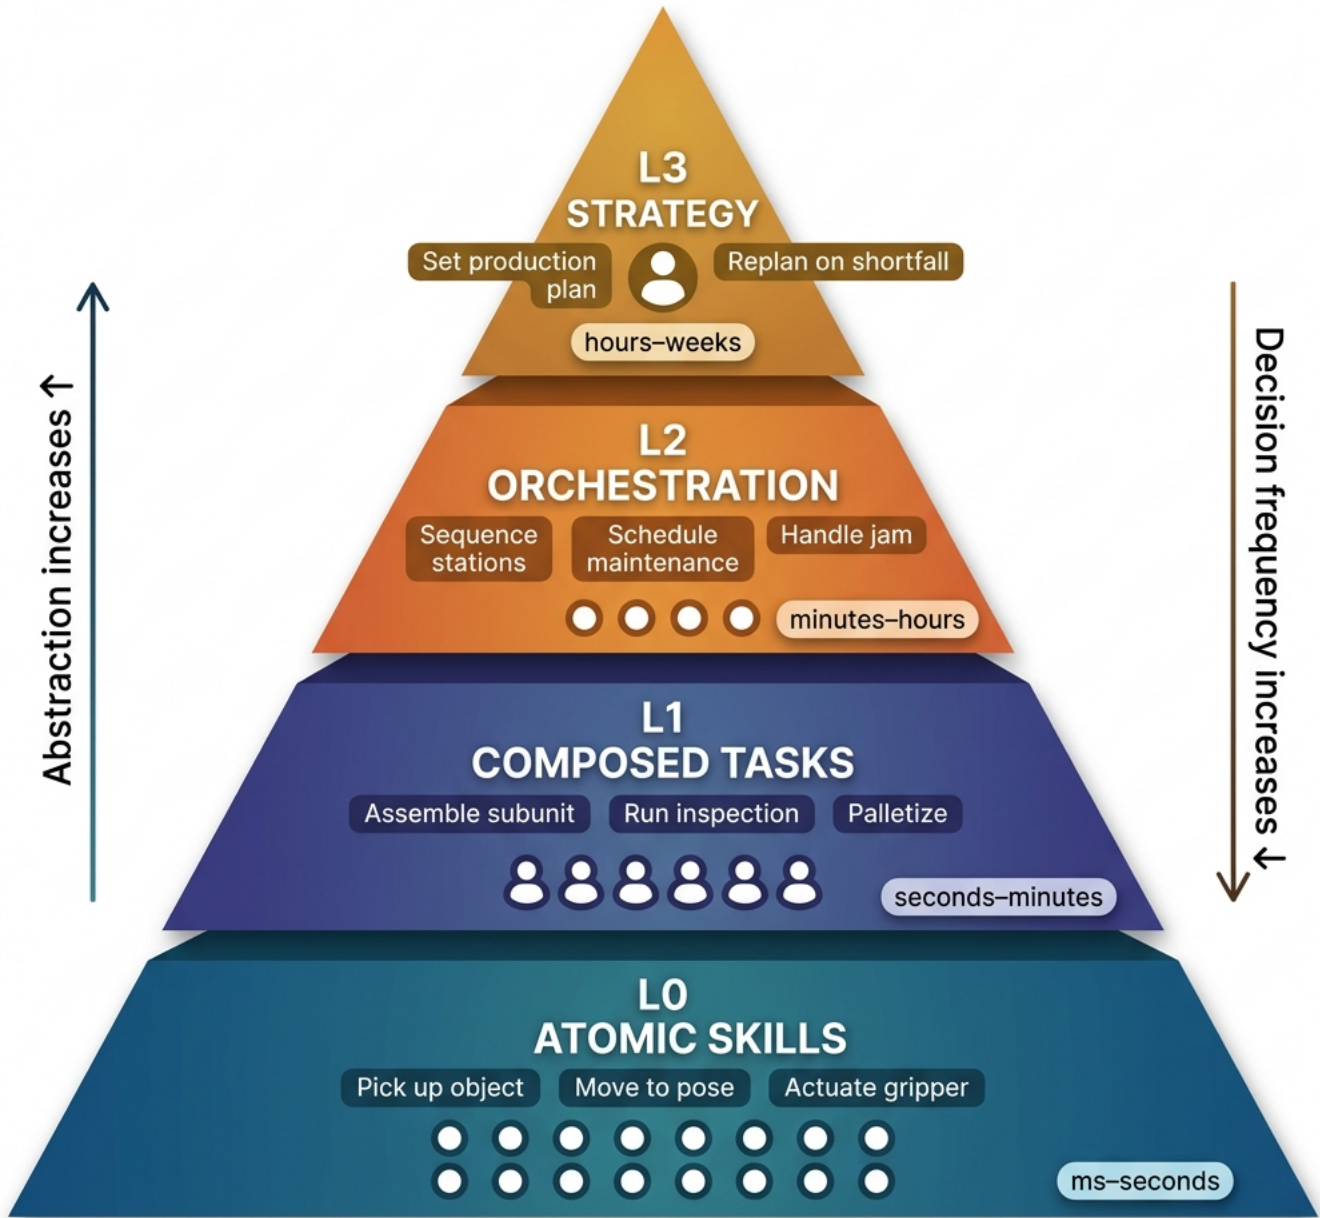 L3
STRATEGY
Set production
plan
Replan on shortfall
hours–weeks
Abstraction increases ↑
Decision frequency increases ↓
L2
ORCHESTRATION
Sequence
stations
Schedule
maintenance
Handle jam
minutes–hours
L1
COMPOSED TASKS
Assemble subunit
Run inspection
Palletize
seconds–minutes
L0
ATOMIC SKILLS
Pick up object
Move to pose
Actuate gripper
ms–seconds